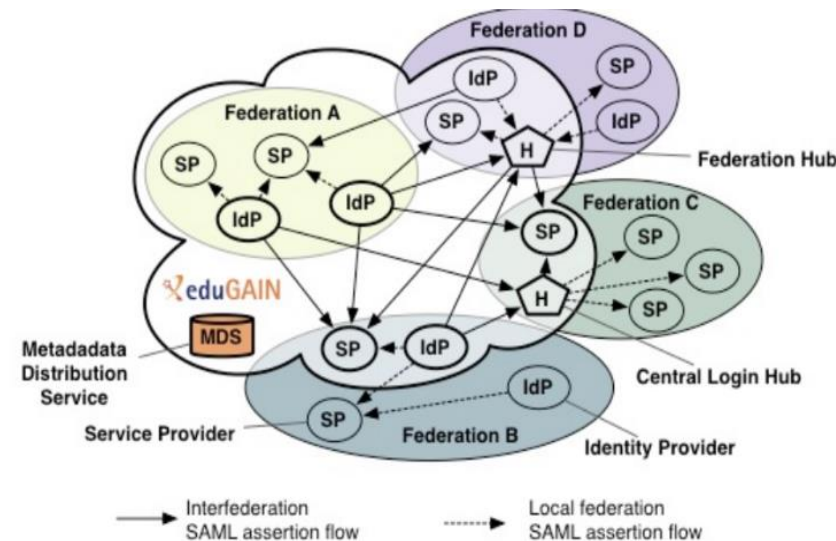 Federation D
IdP
SP
SP
IdP
H
Federation Hub
Federation A
SP
SP
IdP
IdP
Federation C
SP
SP
SP
SP
H
Central Login Hub
eduGAIN
MDS
Metadadata
Distribution
Service
SP
IdP
IdP
SP
Federation B
Service Provider
Identity Provider
Interfederation
SAML assertion flow
Local federation
SAML assertion flow